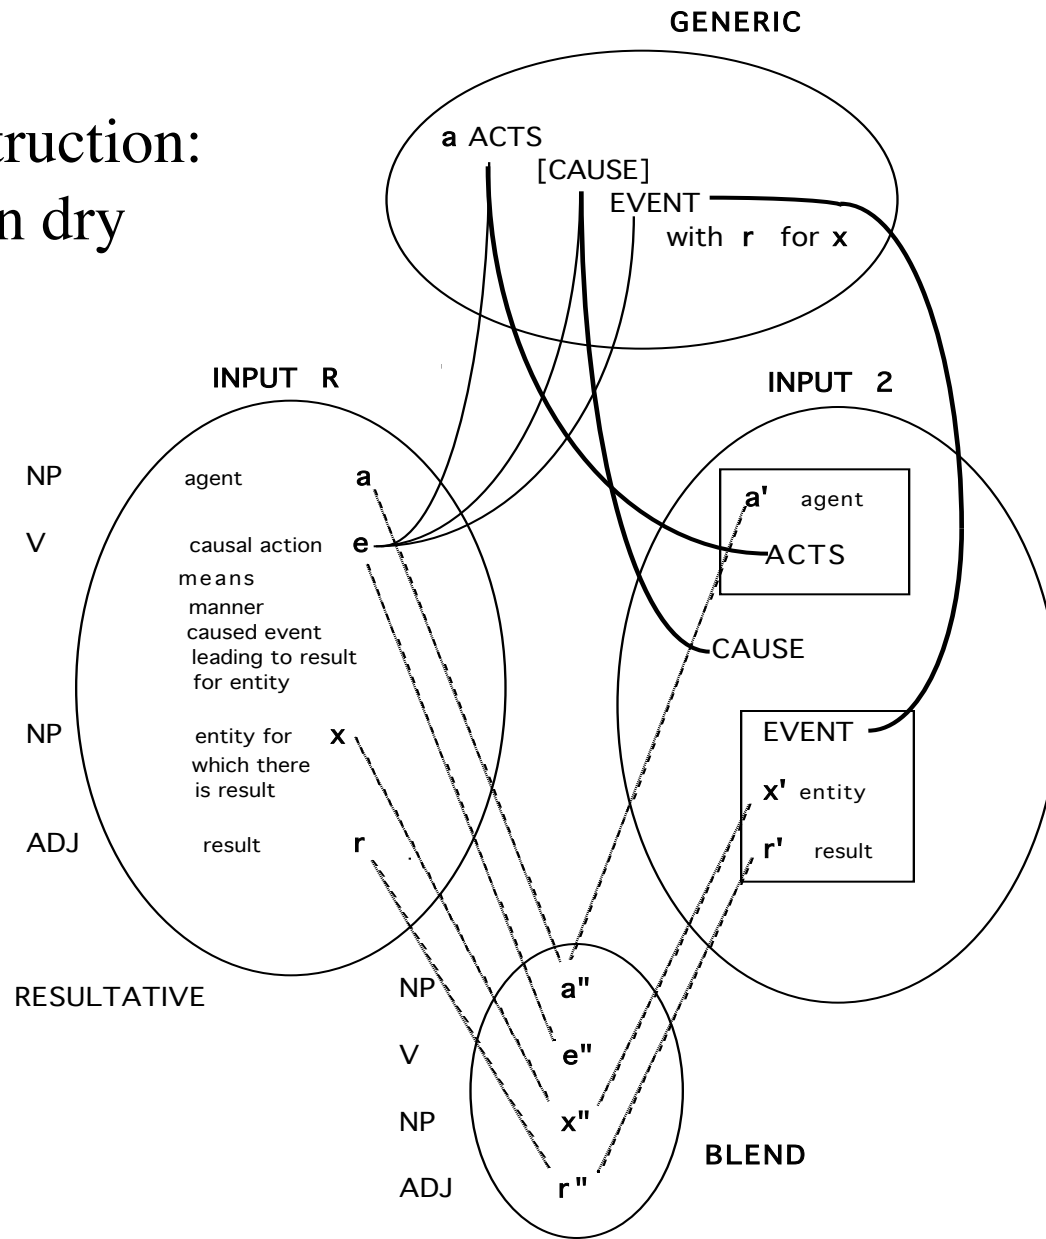 GENERIC
truction:
n dry
a ACTS
[CAUSE]
EVENT
with r for x
INPUT R
INPUT 2
NP agent a
V causal action e
means
manner
caused event
leading to result
for entity
NP entity for x
which there
is result
ADJ result r
RESULTATIVE
a' agent
ACTS
CAUSE
EVENT
x' entity
r' result
NP a"
V e"
NP x"
ADJ r"
BLEND